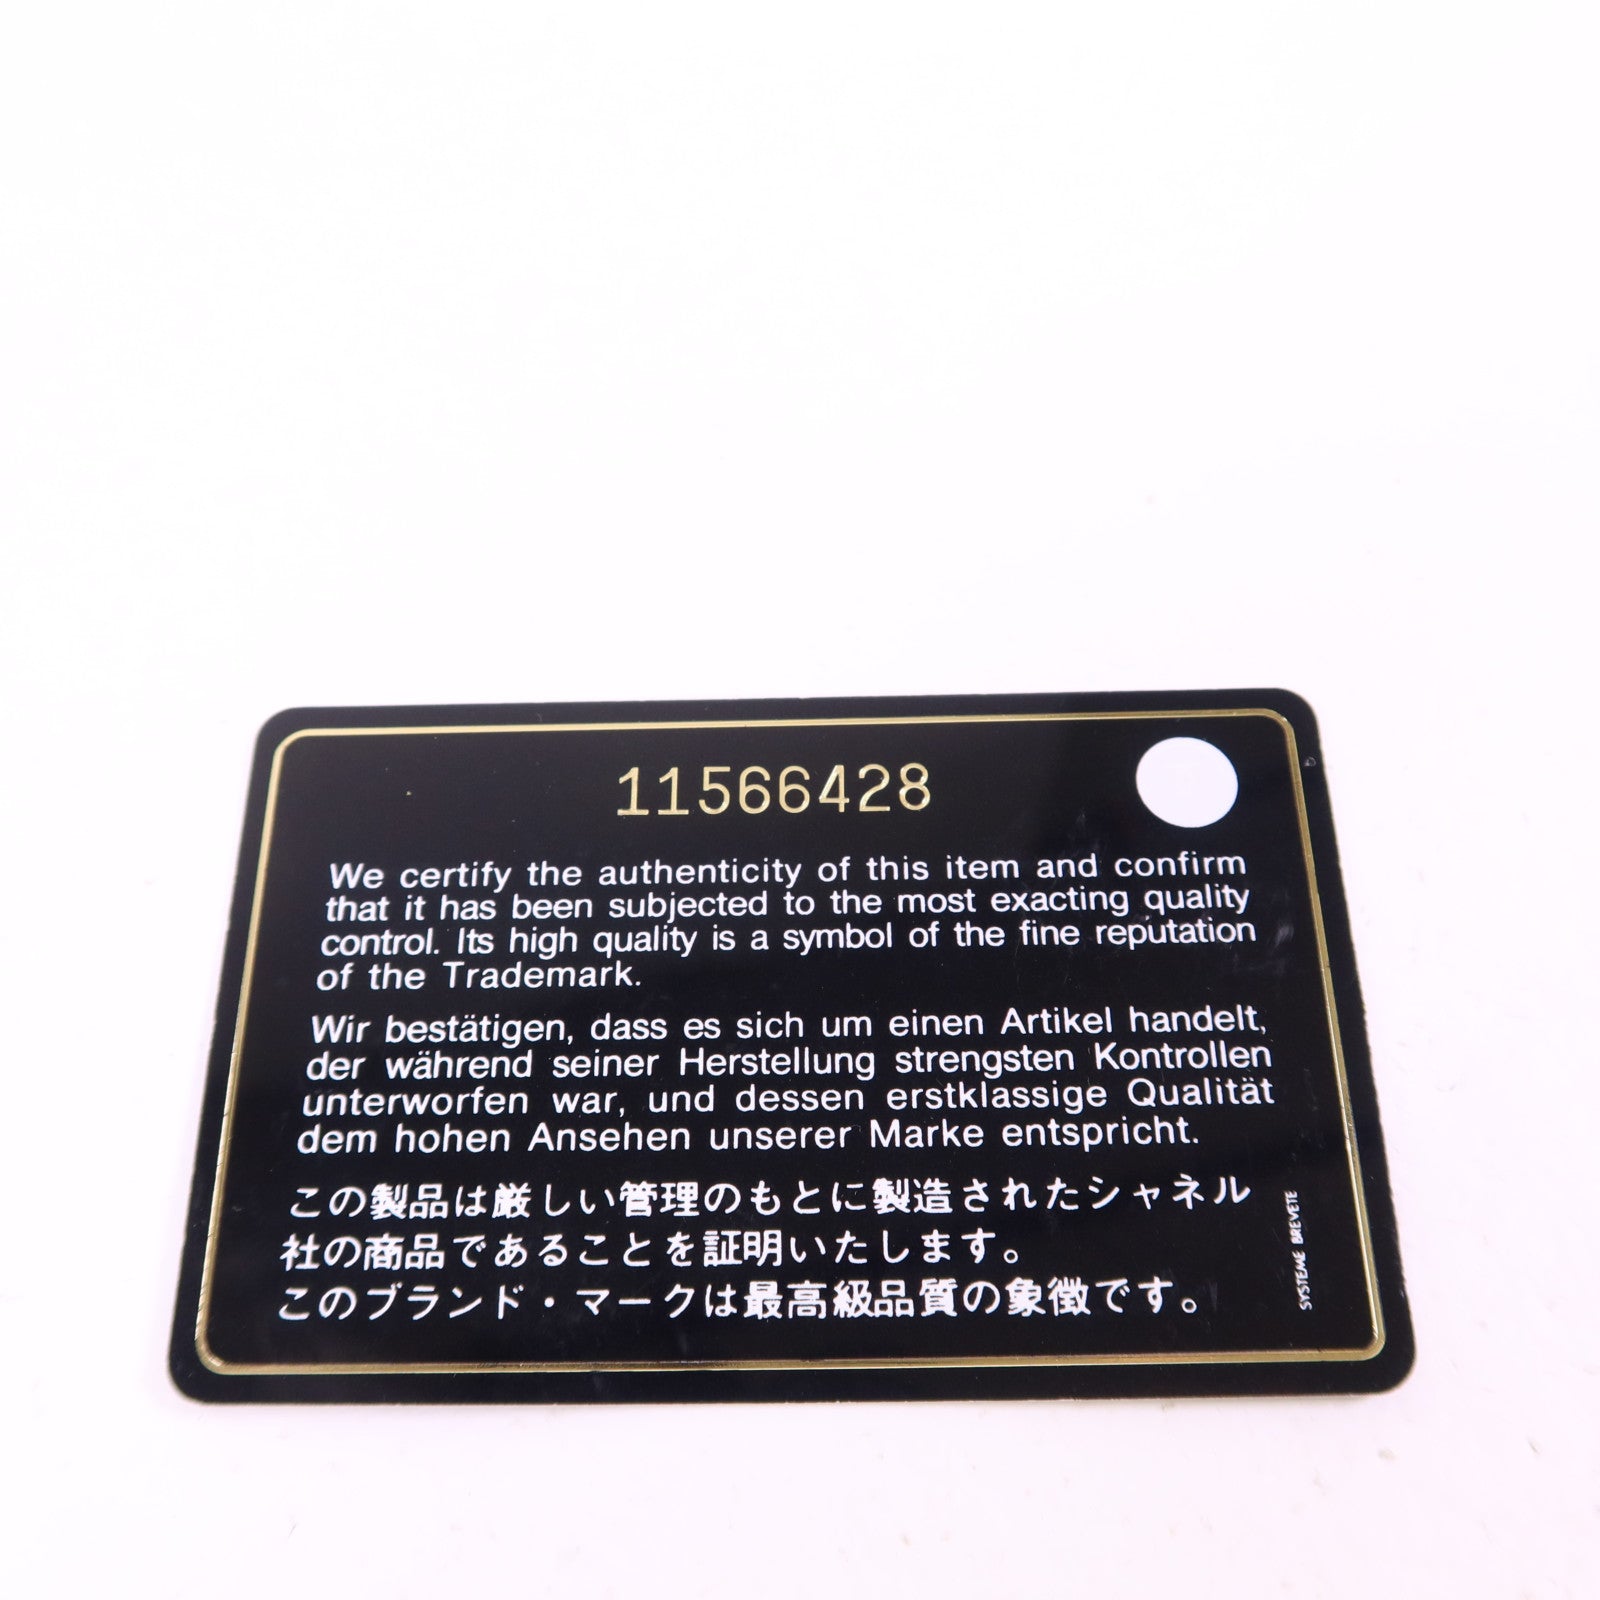 11566428
We certify the authenticity of this item and confirm
that it has been subjected to the most exacting quality
control. Its high quality is a symbol of the fine reputation
of the Trademark.
Wir bestätigen, dass es sich um einen Artikel handelt,
der während seiner Herstellung strengsten Kontrollen
unterworfen war, und dessen erstklassige Qualität
dem hohen Ansehen unserer Marke entspricht.
この製品は厳しい管理のもとに製造されたシャネル
社の商品であることを証明いたします。
このブランド・マークは最高級品質の象徴です。
SYSTEME BREVETE